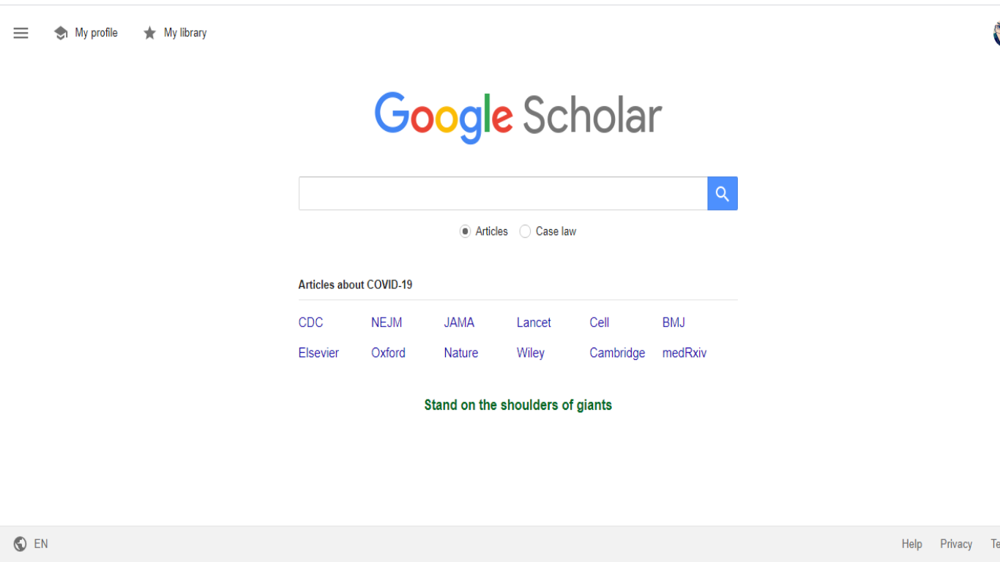 My profile My library
Google Scholar
Articles Case law
Articles about COVID-19
CDC NEJM JAMA Lancet Cell BMJ
Elsevier Oxford Nature Wiley Cambridge medRxiv
Stand on the shoulders of giants
EN Help Privacy